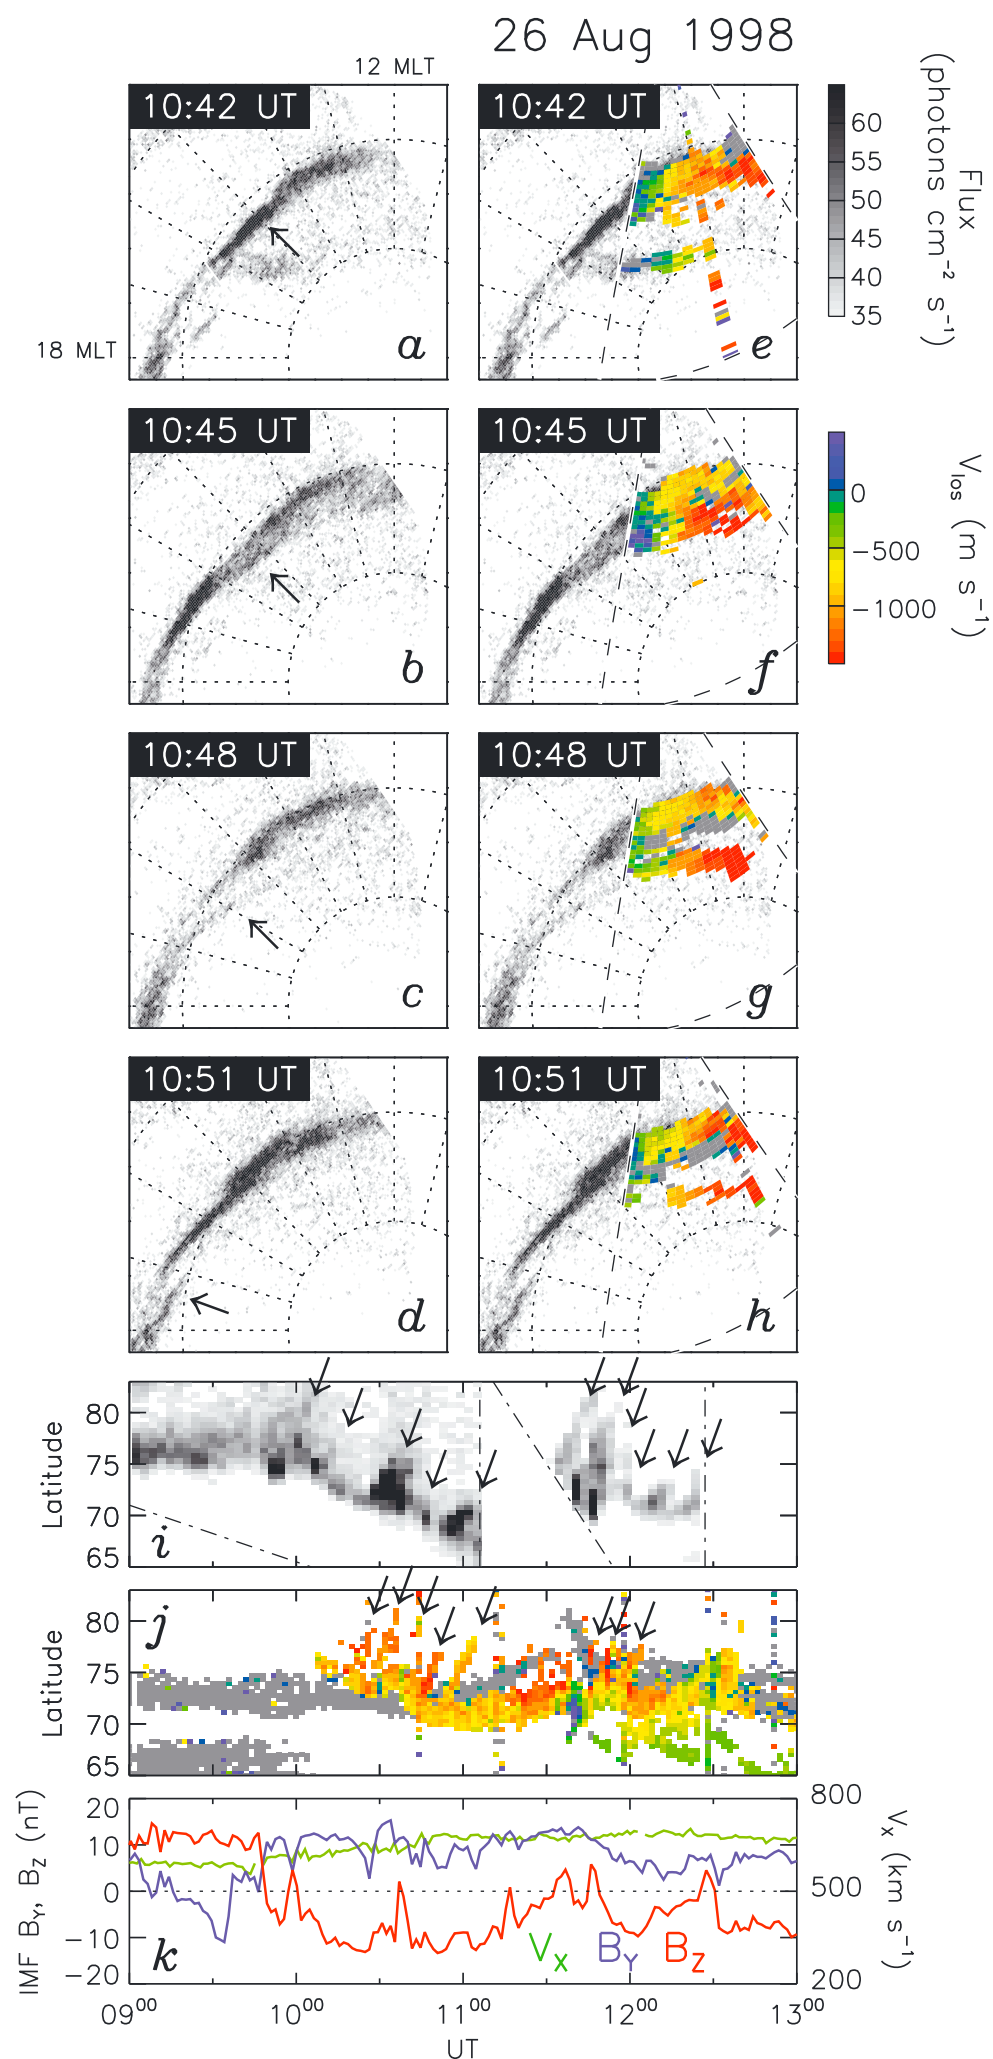 26 Aug 1998
12 MLT
10:42 UT
10:42 UT
18 MLT
a
e
60
55
50
45
40
35
Flux
(photons cm⁻² s⁻¹)
10:45 UT
10:45 UT
b
f
0
−500
−1000
Vlos (m s⁻¹)
10:48 UT
10:48 UT
c
g
10:51 UT
10:51 UT
d
h
Latitude
80
75
70
65
i
Latitude
80
75
70
65
j
IMF BY, BZ (nT)
20
10
0
−10
−20
k
VX
BY
BZ
800
500
200
VX (km s⁻¹)
09⁰⁰
10⁰⁰
11⁰⁰
12⁰⁰
13⁰⁰
UT